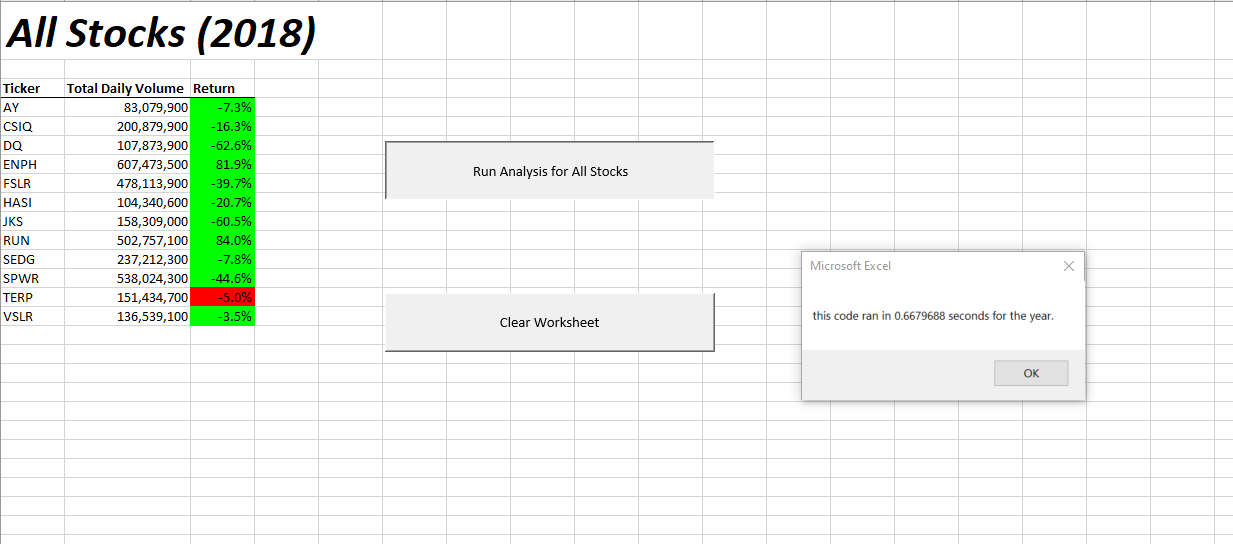 All Stocks (2018)
Ticker Total Daily Volume Return
AY 83,079,900 -7.3%
CSIQ 200,879,900 -16.3%
DQ 107,873,900 -62.6%
ENPH 607,473,500 81.9%
FSLR 478,113,900 -39.7%
HASI 104,340,600 -20.7%
JKS 158,309,000 -60.5%
RUN 502,757,100 84.0%
SEDG 237,212,300 -7.8%
SPWR 538,024,300 -44.6%
TERP 151,434,700 -5.0%
VSLR 136,539,100 -3.5%
Run Analysis for All Stocks
Clear Worksheet
Microsoft Excel
this code ran in 0.6679688 seconds for the year.
OK